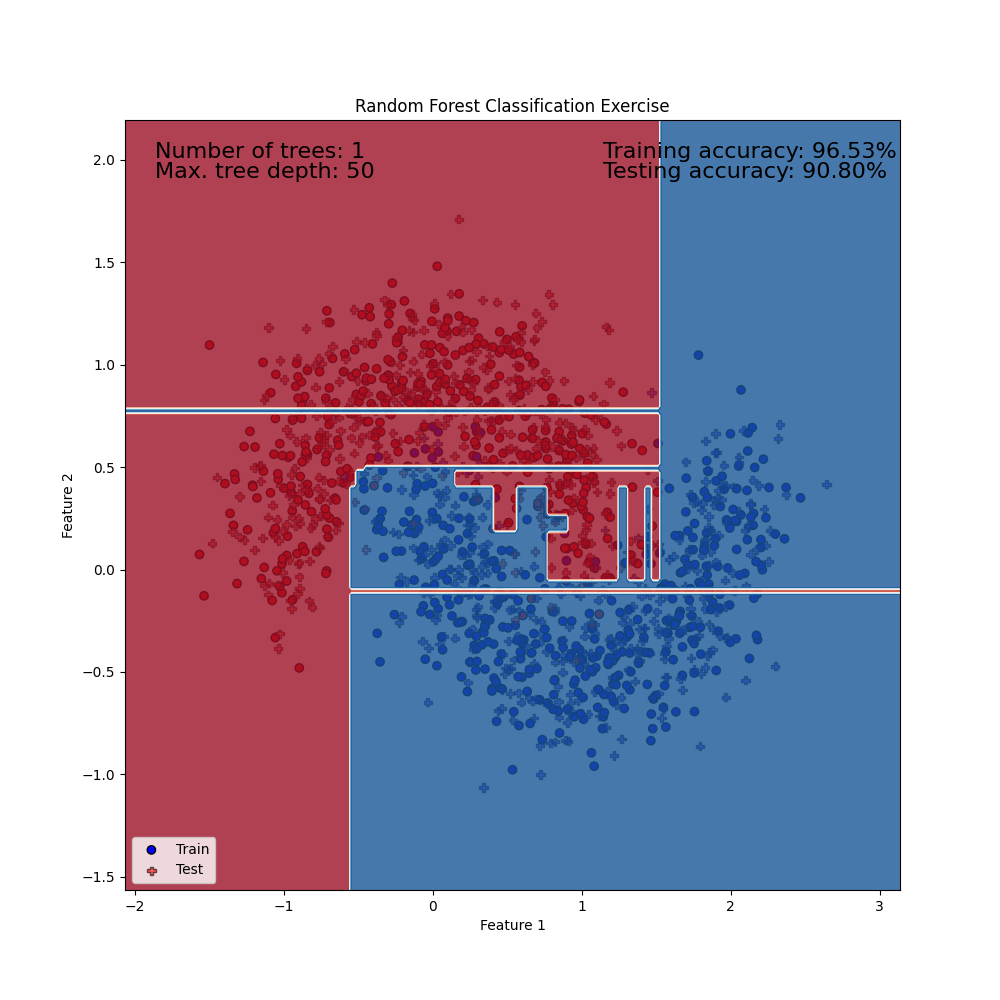 Random Forest Classification Exercise
Number of trees: 1
Max. tree depth: 50
Training accuracy: 96.53%
Testing accuracy: 90.80%
2.0
1.5
1.0
0.5
0.0
−0.5
−1.0
−1.5
Feature 2
Train
Test
−2
−1
0
1
2
3
Feature 1